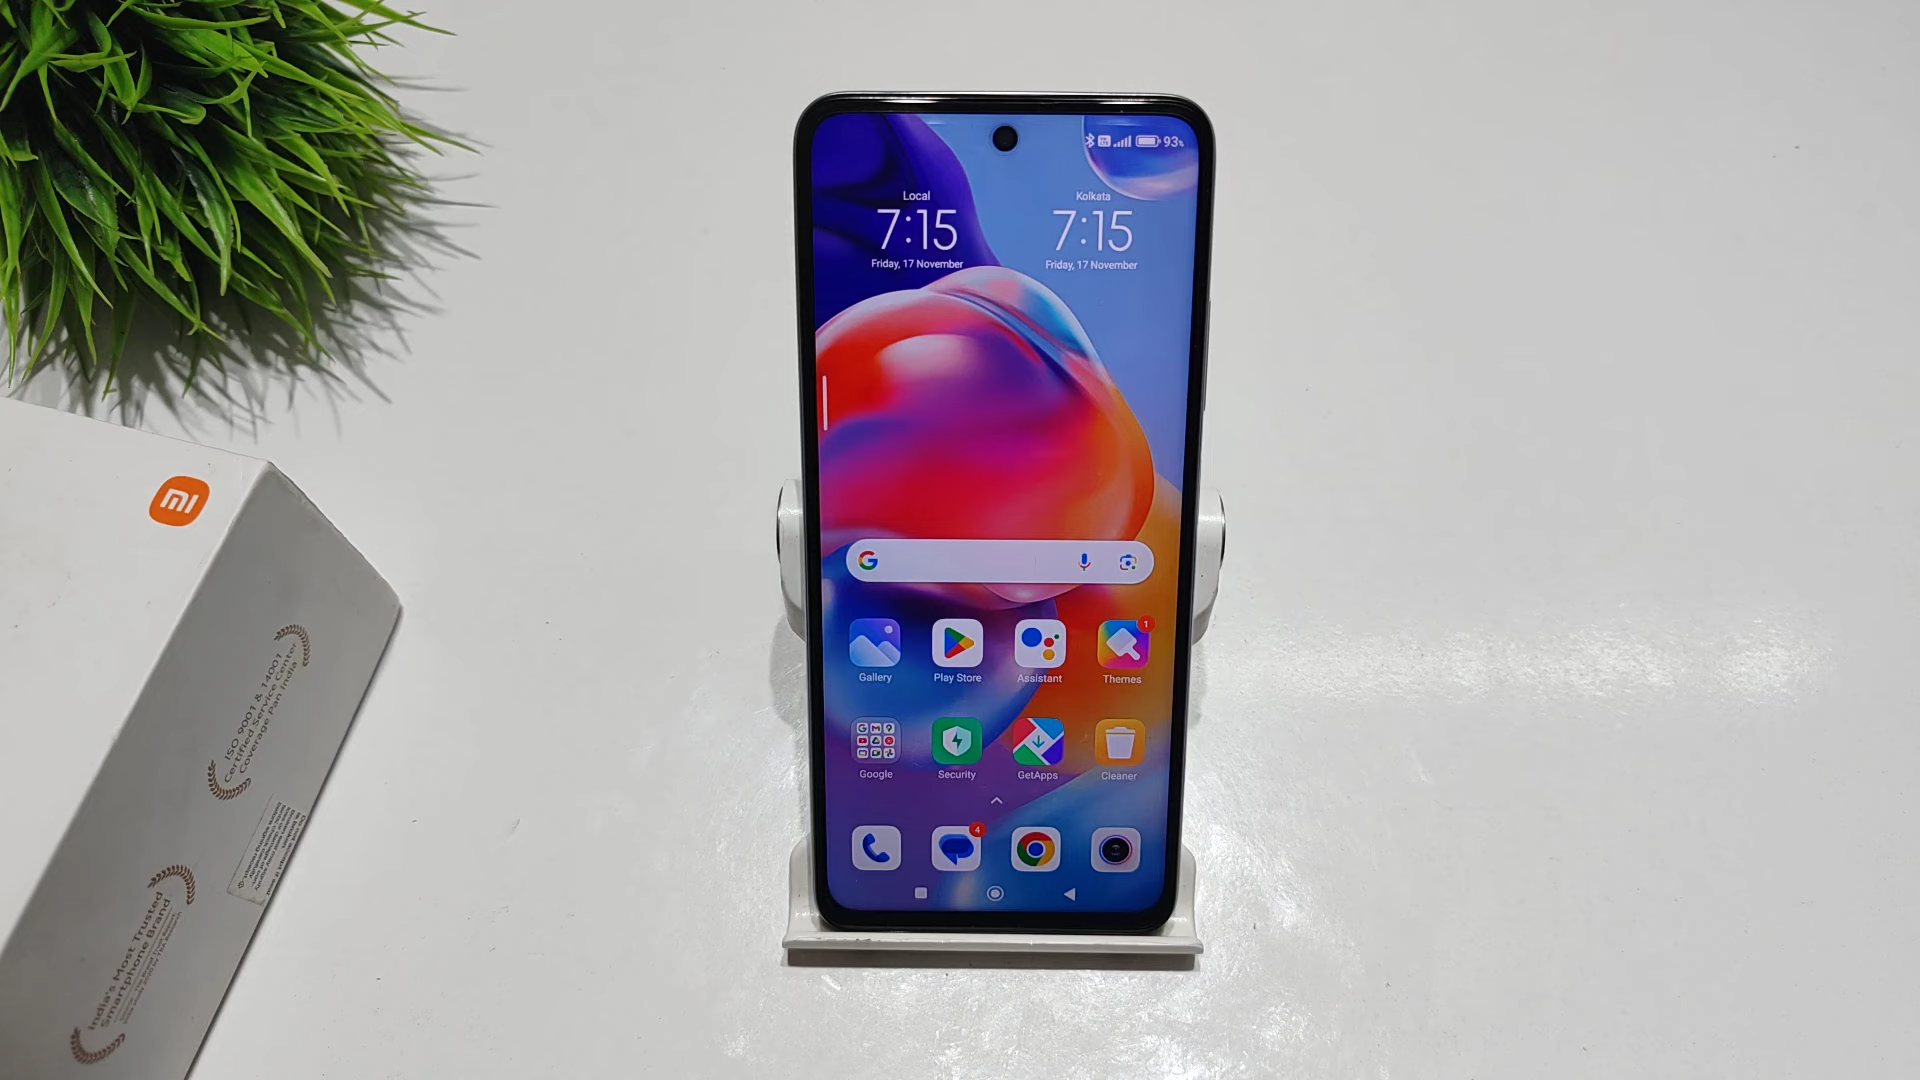 93%
Local
Kolkata
7:15
7:15
Friday, 17 November
Friday, 17 November
1
Gallery
Play Store
Assistant
Themes
Google
Security
GetApps
Cleaner
4
mi
ISO 9001 & 14001
Certified Service Center
Coverage Pan India
India's Most Trusted
Smartphone Brand